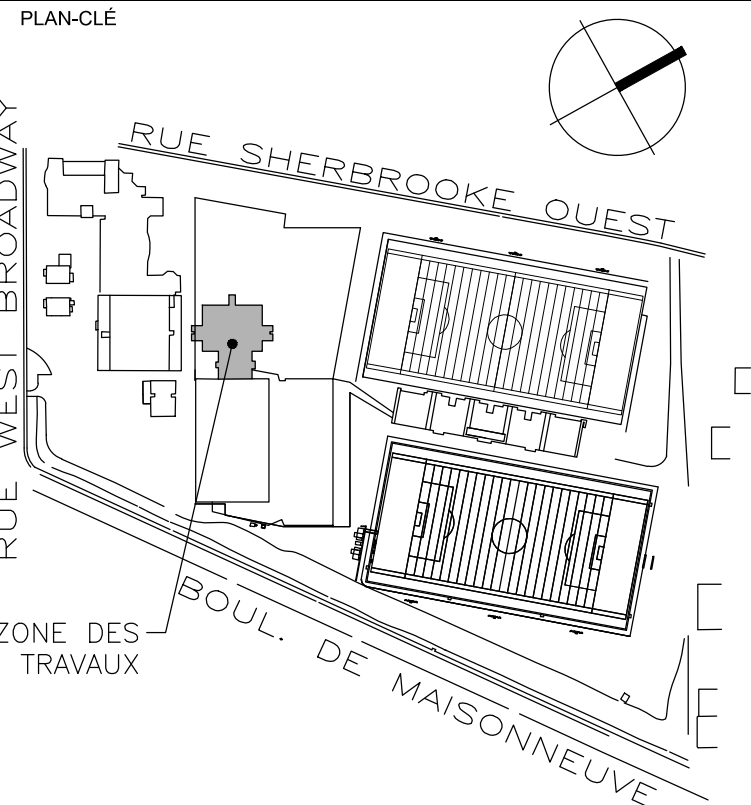 PLAN-CLÉ
RUE SHERBROOKE OUEST
RUE WEST BROADWAY
ZONE DES
TRAVAUX
BOUL. DE MAISONNEUVE